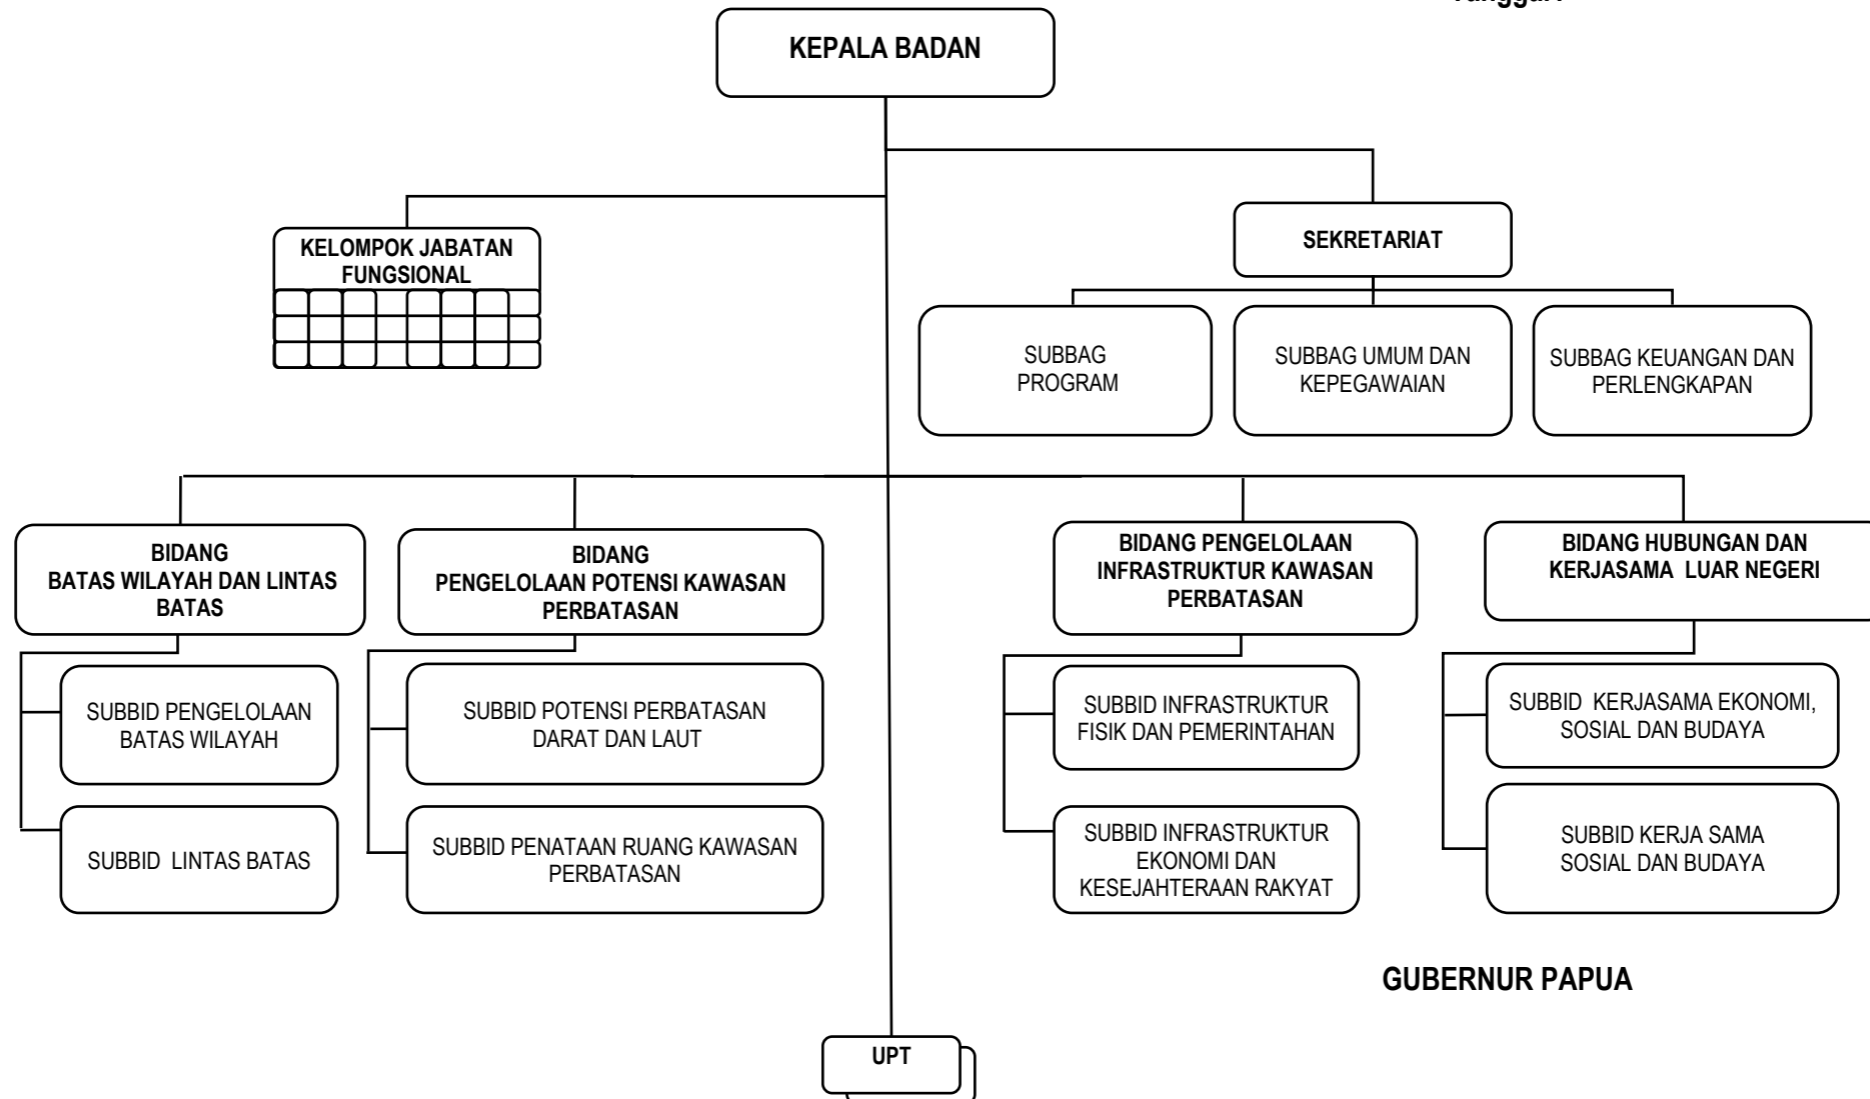 KEPALA BADAN
KELOMPOK JABATAN
FUNGSIONAL
SEKRETARIAT
SUBBAG
PROGRAM
SUBBAG UMUM DAN
KEPEGAWAIAN
SUBBAG KEUANGAN DAN
PERLENGKAPAN
BIDANG
BATAS WILAYAH DAN LINTAS
BATAS
BIDANG
PENGELOLAAN POTENSI KAWASAN
PERBATASAN
BIDANG PENGELOLAAN
INFRASTRUKTUR KAWASAN
PERBATASAN
BIDANG HUBUNGAN DAN
KERJASAMA LUAR NEGERI
SUBBID PENGELOLAAN
BATAS WILAYAH
SUBBID LINTAS BATAS
SUBBID POTENSI PERBATASAN
DARAT DAN LAUT
SUBBID PENATAAN RUANG KAWASAN
PERBATASAN
SUBBID INFRASTRUKTUR
FISIK DAN PEMERINTAHAN
SUBBID INFRASTRUKTUR
EKONOMI DAN
KESEJAHTERAAN RAKYAT
SUBBID KERJASAMA EKONOMI,
SOSIAL DAN BUDAYA
SUBBID KERJA SAMA
SOSIAL DAN BUDAYA
GUBERNUR PAPUA
UPT